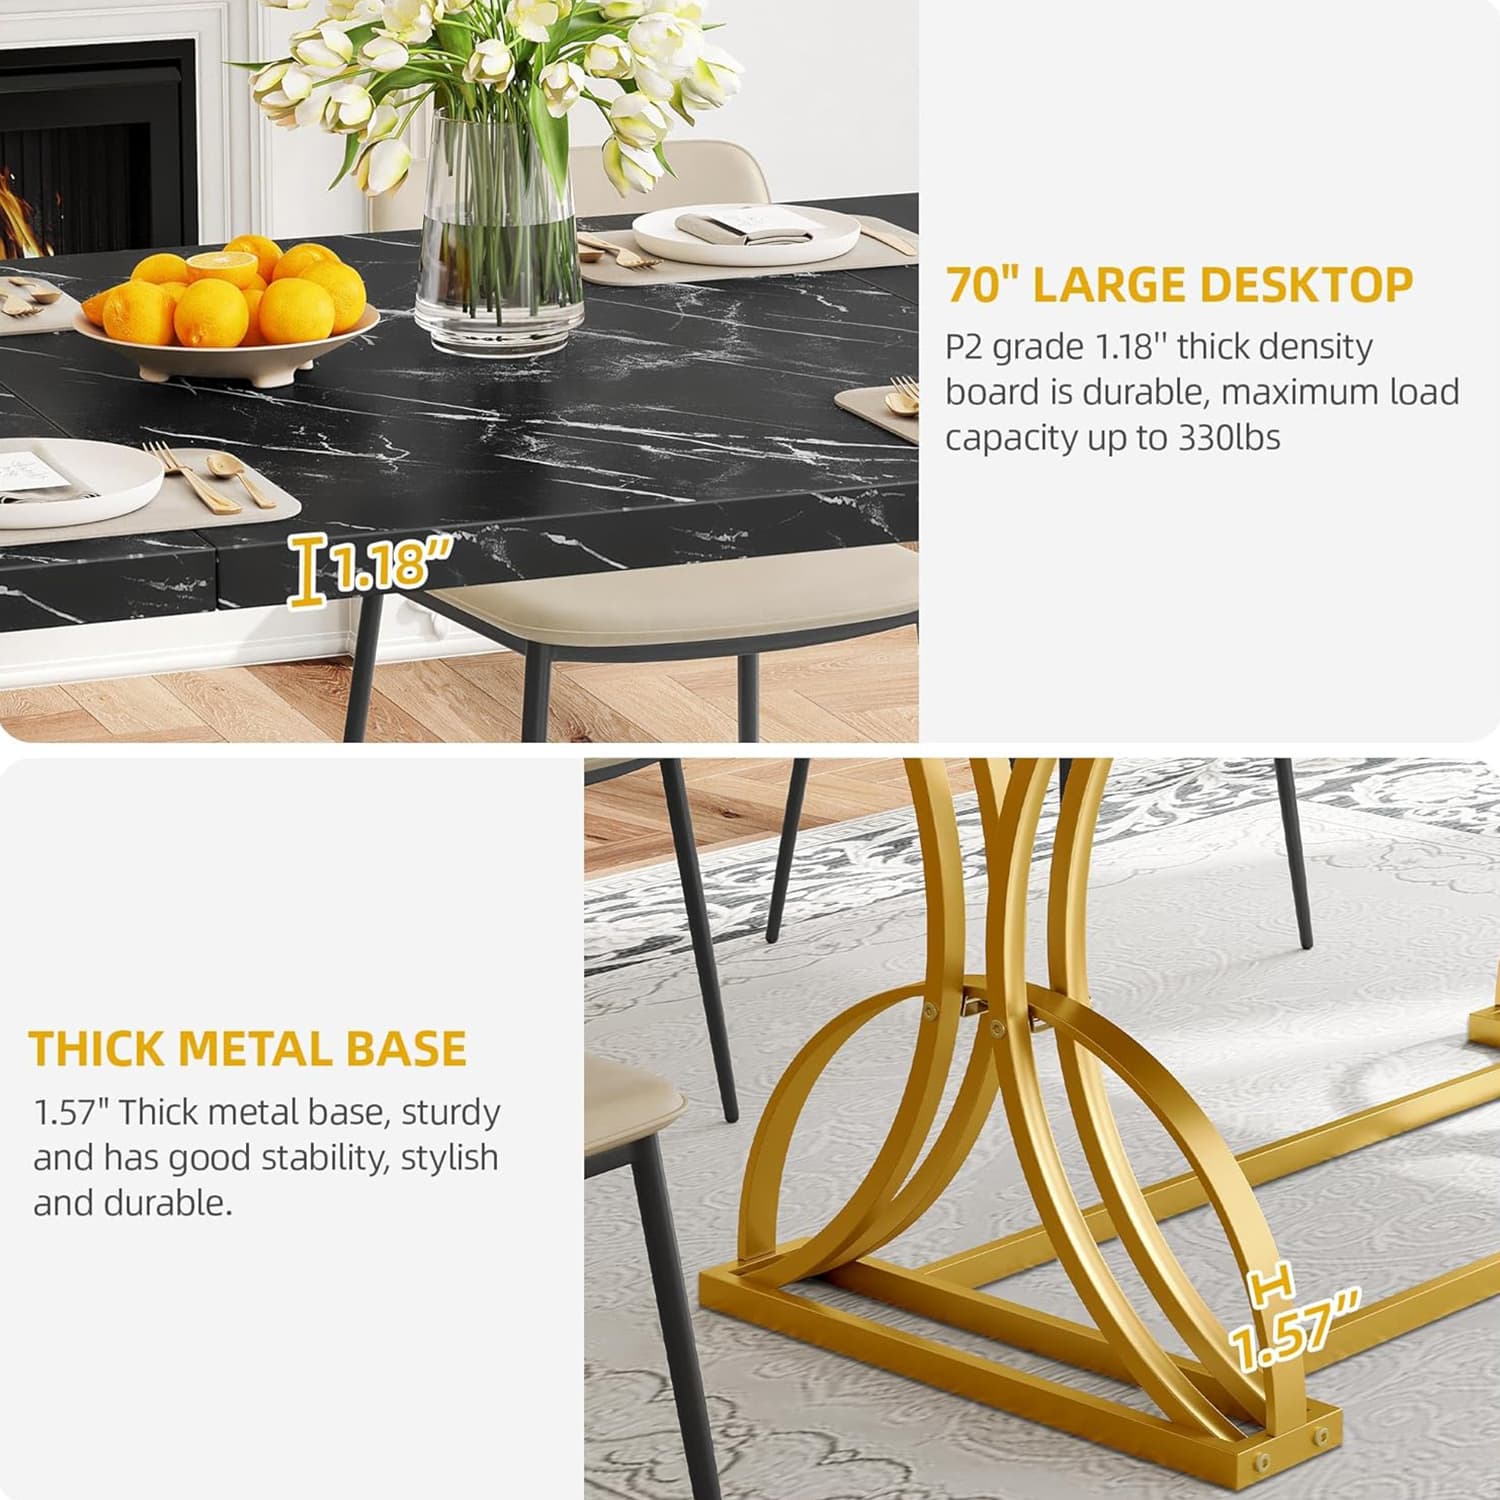 70" LARGE DESKTOP
P2 grade 1.18" thick density
board is durable, maximum load
capacity up to 330lbs
1.18"
THICK METAL BASE
1.57" Thick metal base, sturdy
and has good stability, stylish
and durable.
1.57"